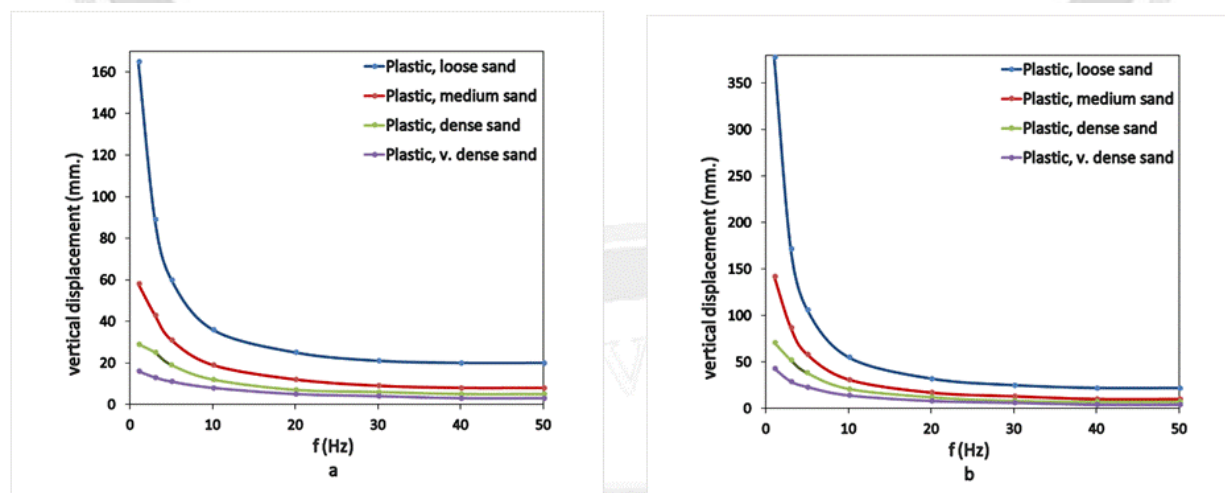 160
140
120
100
80
60
40
20
0
vertical displacement (mm.)
Plastic, loose sand
Plastic, medium sand
Plastic, dense sand
Plastic, v. dense sand
0 10 20 30 40 50
f (Hz)
a
350
300
250
200
150
100
50
0
vertical displacement (mm.)
Plastic, loose sand
Plastic, medium sand
Plastic, dense sand
Plastic, v. dense sand
0 10 20 30 40 50
f (Hz)
b